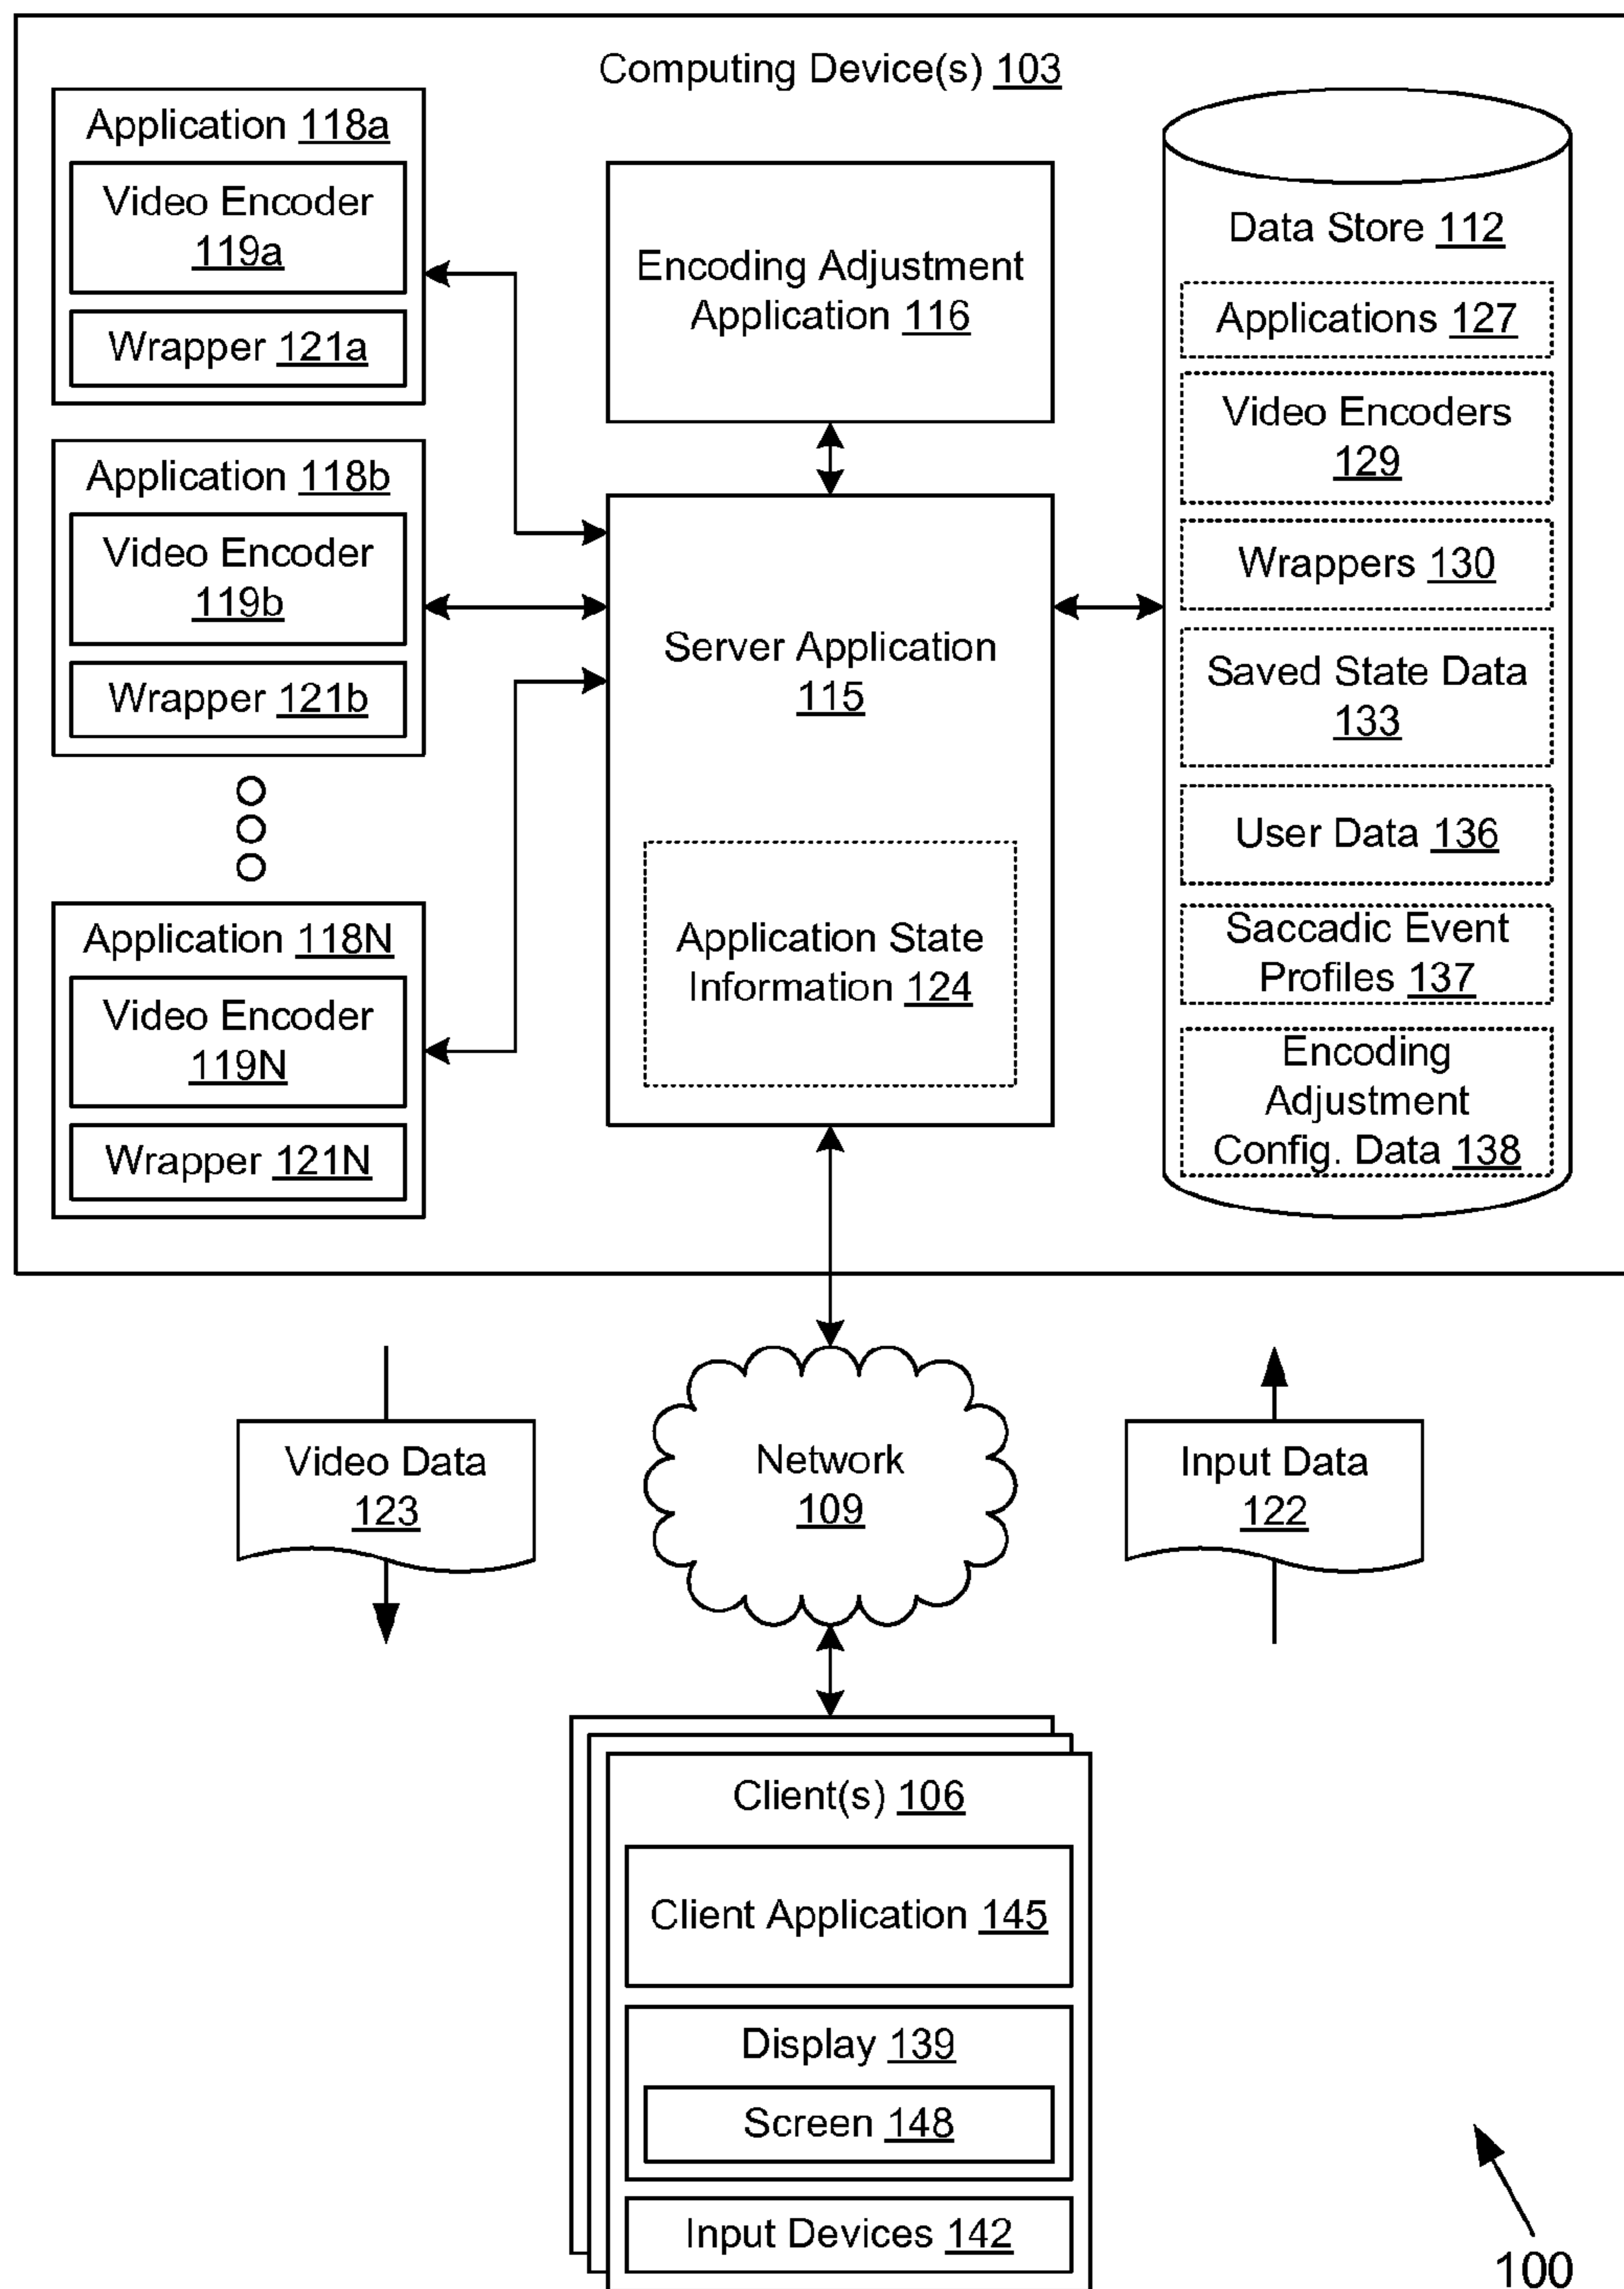 Computing Device(s) 103
Application 118a
Video Encoder
119a
Wrapper 121a
Application 118b
Video Encoder
119b
Wrapper 121b
Application 118N
Video Encoder
119N
Wrapper 121N
Encoding Adjustment
Application 116
Server Application
115
Application State
Information 124
Data Store 112
Applications 127
Video Encoders
129
Wrappers 130
Saved State Data
133
User Data 136
Saccadic Event
Profiles 137
Encoding
Adjustment
Config. Data 138
Video Data
123
Network
109
Input Data
122
Client(s) 106
Client Application 145
Display 139
Screen 148
Input Devices 142
100